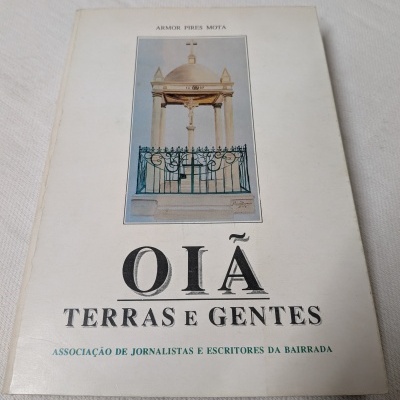 ARMOR PIRES MOTA
OIÃ
TERRAS E GENTES
ASSOCIAÇÃO DE JORNALISTAS E ESCRITORES DA BAIRRADA